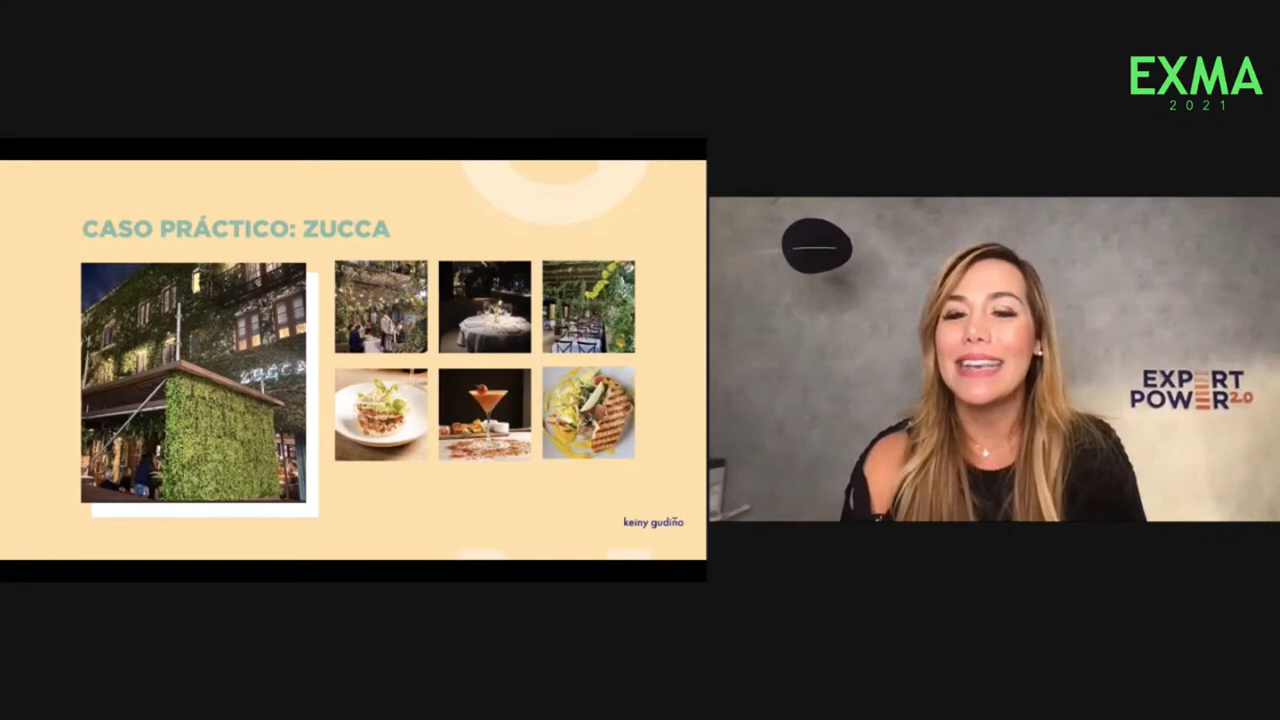 EXMA
2021
CASO PRÁCTICO: ZUCCA
ZUCCA
keiny gudiño
EXPERT
POWER 2.0